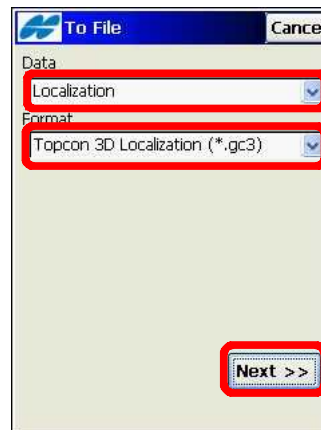 To File
Cance
Data
Localization
Format
Topcon 3D Localization (*.gc3)
Next >>